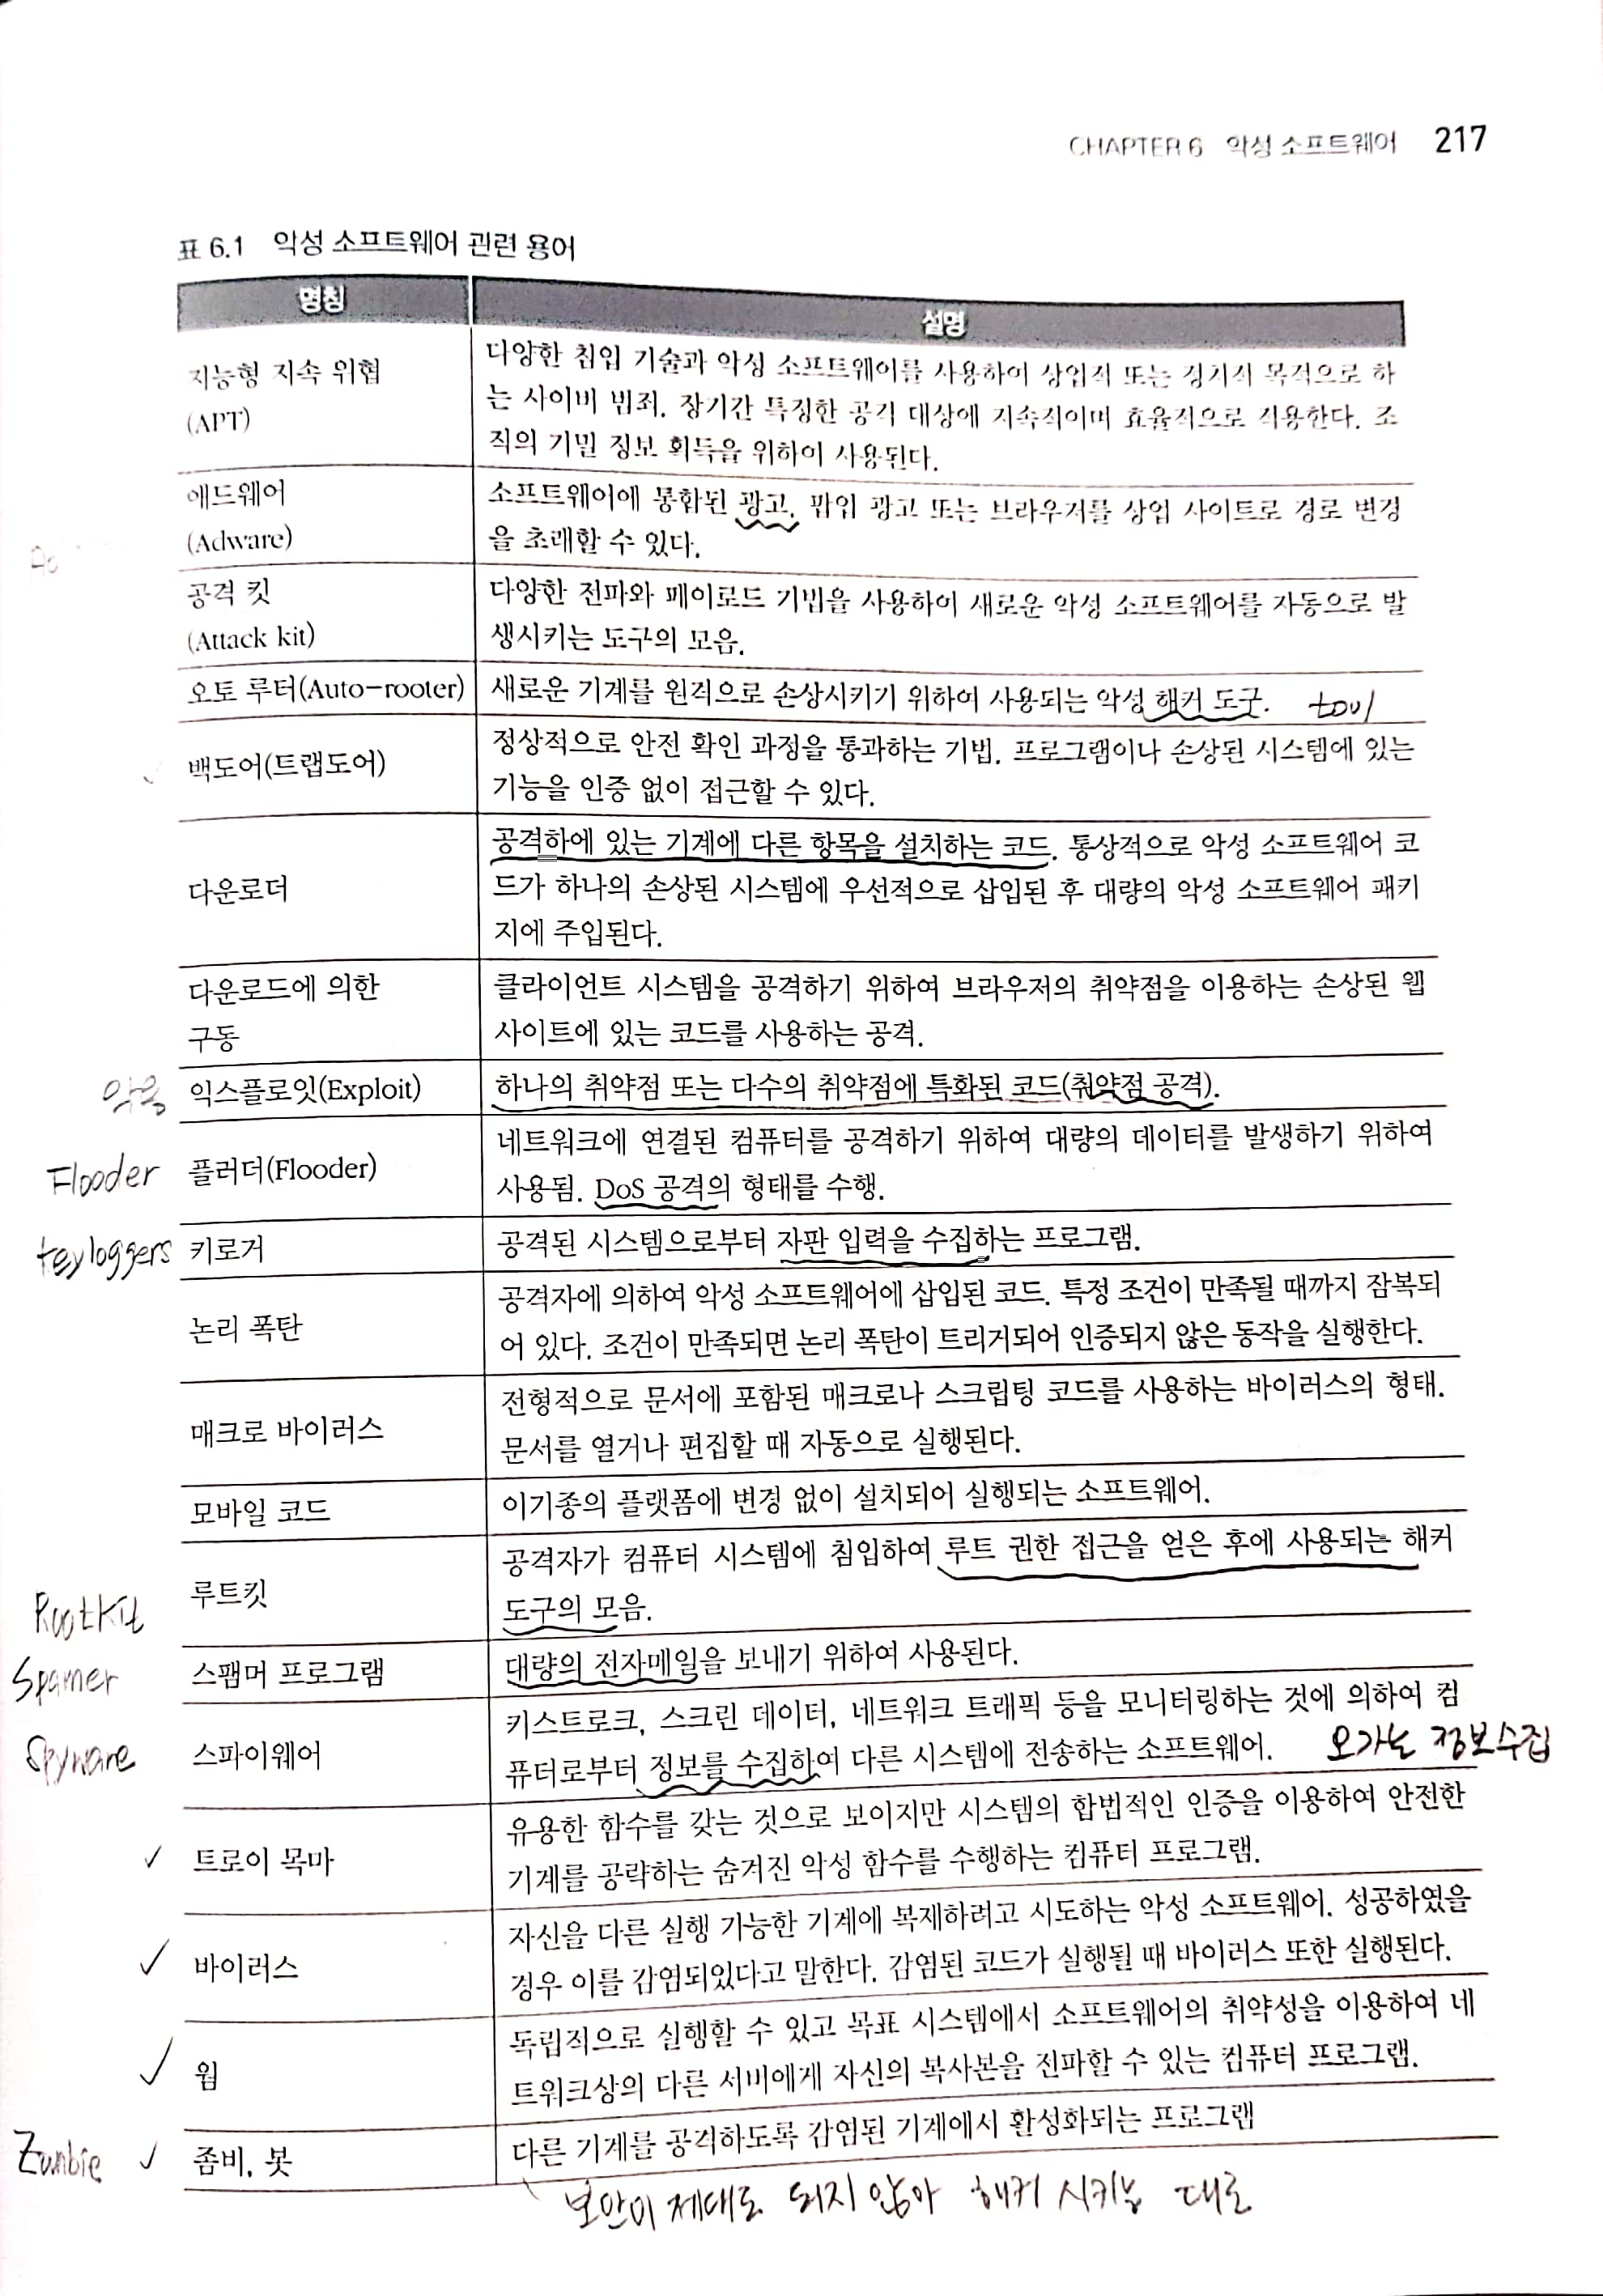 CHAPTER 6 악성 소프트웨어 217
표 6.1 악성 소프트웨어 관련 용어
명칭
설명
지능형 지속 위협
(APT)
다양한 침입 기술과 악성 소프트웨어를 사용하여 상업적 또는 정치적 목적으로 하
는 사이버 범죄. 장기간 특정한 공격 대상에 지속적이며 효율적으로 적용한다. 조
직의 기밀 정보 획득을 위하여 사용된다.
애드웨어
(Adware)
소프트웨어에 통합된 광고. 팝업 광고 또는 브라우저를 상업 사이트로 경로 변경
을 초래할 수 있다.
공격 킷
(Attack kit)
다양한 전파와 페이로드 기법을 사용하여 새로운 악성 소프트웨어를 자동으로 발
생시키는 도구의 모음.
오토 루터(Auto-rooter)
새로운 기계를 원격으로 손상시키기 위하여 사용되는 악성 해커 도구. tool
백도어(트랩도어)
정상적으로 안전 확인 과정을 통과하는 기법. 프로그램이나 손상된 시스템에 있는
기능을 인증 없이 접근할 수 있다.
다운로더
공격하에 있는 기계에 다른 항목을 설치하는 코드. 통상적으로 악성 소프트웨어 코
드가 하나의 손상된 시스템에 우선적으로 삽입된 후 대량의 악성 소프트웨어 패키
지에 주입된다.
다운로드에 의한
구동
클라이언트 시스템을 공격하기 위하여 브라우저의 취약점을 이용하는 손상된 웹
사이트에 있는 코드를 사용하는 공격.
악용 익스플로잇(Exploit)
하나의 취약점 또는 다수의 취약점에 특화된 코드(춰약점 공격).
Flooder 플러더(Flooder)
네트워크에 연결된 컴퓨터를 공격하기 위하여 대량의 데이터를 발생하기 위하여
사용됨. DoS 공격의 형태를 수행.
keyloggers 키로거
공격된 시스템으로부터 자판 입력을 수집하는 프로그램.
논리 폭탄
공격자에 의하여 악성 소프트웨어에 삽입된 코드. 특정 조건이 만족될 때까지 잠복되
어 있다. 조건이 만족되면 논리 폭탄이 트리거되어 인증되지 않은 동작을 실행한다.
매크로 바이러스
전형적으로 문서에 포함된 매크로나 스크립팅 코드를 사용하는 바이러스의 형태.
문서를 열거나 편집할 때 자동으로 실행된다.
모바일 코드
이기종의 플랫폼에 변경 없이 설치되어 실행되는 소프트웨어.
RootKit 루트킷
공격자가 컴퓨터 시스템에 침입하여 루트 권한 접근을 얻은 후에 사용되는 해커
도구의 모음.
Spamer 스팸머 프로그램
대량의 전자메일을 보내기 위하여 사용된다.
Spyware 스파이웨어
키스트로크, 스크린 데이터, 네트워크 트래픽 등을 모니터링하는 것에 의하여 컴
퓨터로부터 정보를 수집하여 다른 시스템에 전송하는 소프트웨어. 오가는 정보수집
✓ 트로이 목마
유용한 함수를 갖는 것으로 보이지만 시스템의 합법적인 인증을 이용하여 안전한
기계를 공략하는 숨겨진 악성 함수를 수행하는 컴퓨터 프로그램.
✓ 바이러스
자신을 다른 실행 가능한 기계에 복제하려고 시도하는 악성 소프트웨어. 성공하였을
경우 이를 감염되있다고 말한다. 감염된 코드가 실행될 때 바이러스 또한 실행된다.
✓ 웜
독립적으로 실행할 수 있고 목표 시스템에서 소프트웨어의 취약성을 이용하여 네
트워크상의 다른 서버에게 자신의 복사본을 전파할 수 있는 컴퓨터 프로그램.
Zombie ✓ 좀비, 봇
다른 기계를 공격하도록 감염된 기계에서 활성화되는 프로그램
보안이 제대로 되지 않아 해커 시키는 대로